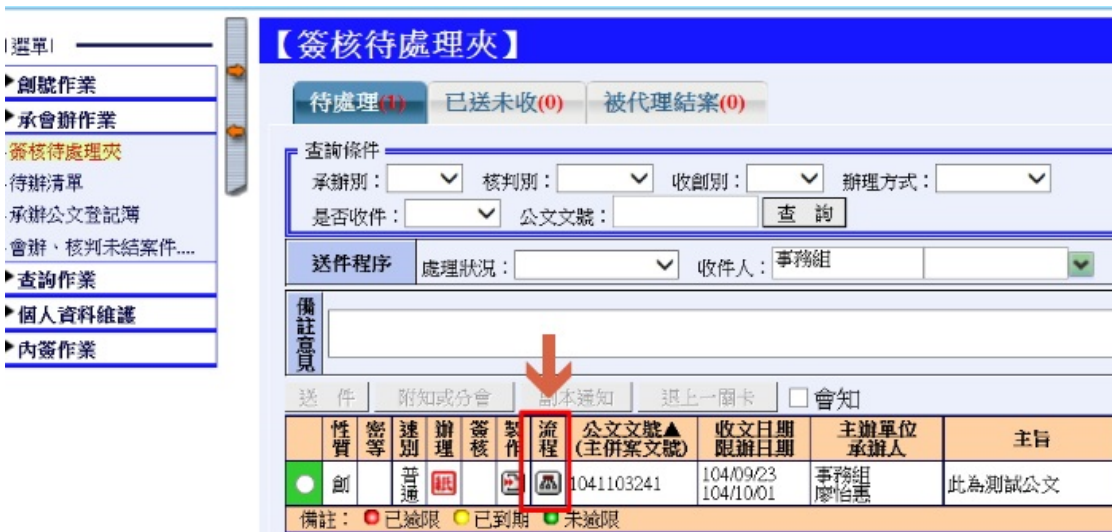 選單
創號作業
承會辦作業
簽核待處理夾
待辦清單
承辦公文登記簿
會辦、核判未結案件....
查詢作業
個人資料維護
內簽作業
【簽核待處理夾】
待處理(1) 已送未收(0) 被代理結案(0)
查詢條件
承辦別： 核判別： 收創別： 辦理方式：
是否收件： 公文文號： 查 詢
送件程序 處理狀況： 收件人： 事務組
備註意見
送 件 附知或分會 副本通知 退上一關卡 會知
性質 密等 速別 辦理 簽核 製作 流程 公文文號▲(主併案文號) 收文日期 限辦日期 主辦單位 承辦人 主旨
創 普通 紙 1041103241 104/09/23 104/10/01 事務組 廖怡惠 此為測試公文
備註： 已逾限 已到期 未逾限